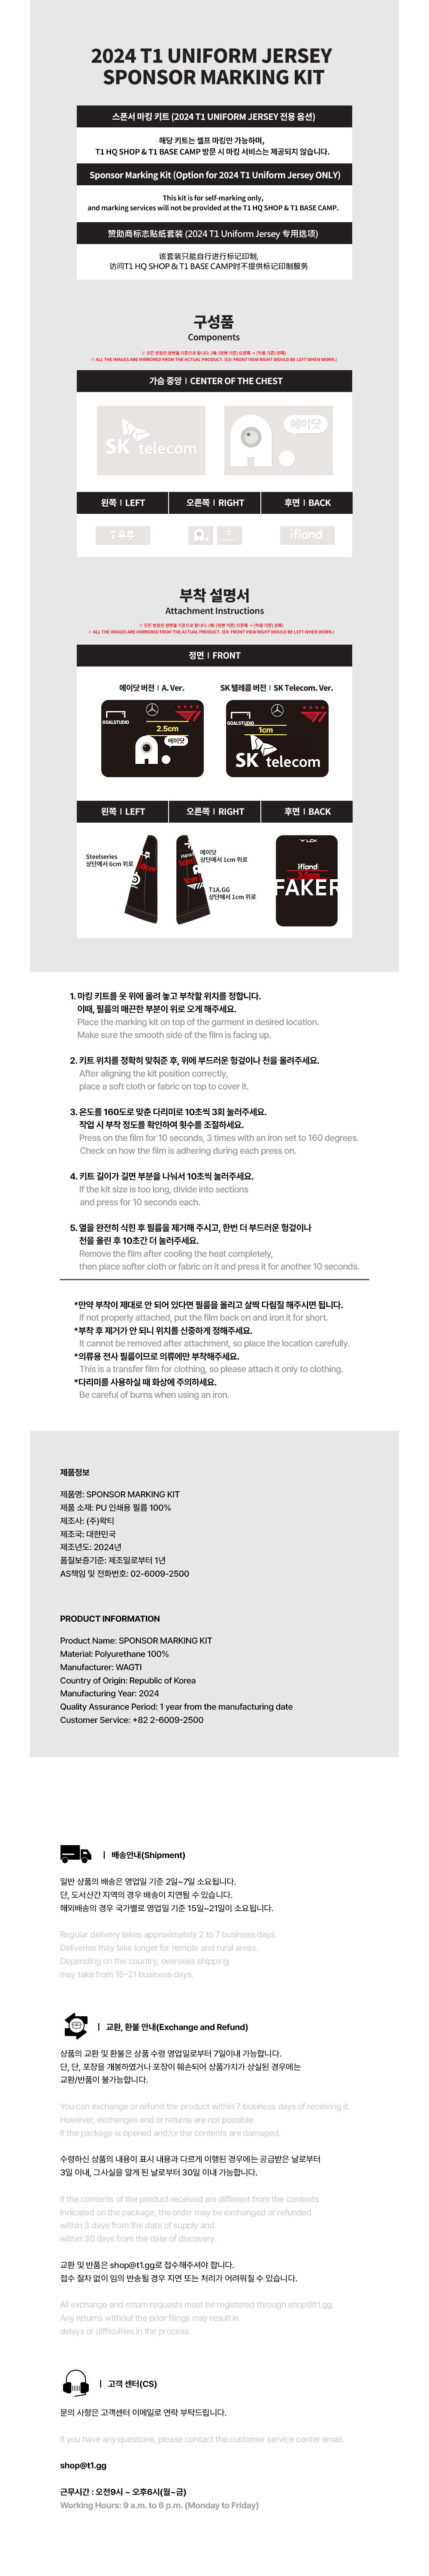 2024 T1 UNIFORM JERSEY
SPONSOR MARKING KIT
스폰서 마킹 키트 (2024 T1 UNIFORM JERSEY 전용 옵션)
해당 키트는 셀프 마킹만 가능하며,
T1 HQ SHOP & T1 BASE CAMP 방문 시 마킹 서비스는 제공되지 않습니다.
Sponsor Marking Kit (Option for 2024 T1 Uniform Jersey ONLY)
This kit is for self-marking only,
and marking services will not be provided at the T1 HQ SHOP & T1 BASE CAMP.
赞助商标志贴纸套装 (2024 T1 Uniform Jersey 专用选项)
该套装只能自行进行标记印制,
访问T1 HQ SHOP & T1 BASE CAMP时不提供标记印制服务
구성품
Components
※ 모든 방향은 정면을 기준으로 합니다. (예: (정면 기준) 오른쪽 -> (착용 기준) 왼쪽)
※ ALL THE IMAGES ARE MIRRORED FROM THE ACTUAL PRODUCT. (EX: FRONT VIEW RIGHT WOULD BE LEFT WHEN WORN.)
가슴 중앙 | CENTER OF THE CHEST
SK telecom
A. 에이닷
왼쪽 | LEFT
오른쪽 | RIGHT
후면 | BACK
T우주
A.
ifland
부착 설명서
Attachment Instructions
※ 모든 방향은 정면을 기준으로 합니다. (예: (정면 기준) 오른쪽 -> (착용 기준) 왼쪽)
※ ALL THE IMAGES ARE MIRRORED FROM THE ACTUAL PRODUCT. (EX: FRONT VIEW RIGHT WOULD BE LEFT WHEN WORN.)
정면 | FRONT
에이닷 버전 | A. Ver.
SK 텔레콤 버전 | SK Telecom. Ver.
GOALSTUDIO
2.5cm
A. 에이닷
GOALSTUDIO
1cm
SK telecom
왼쪽 | LEFT
오른쪽 | RIGHT
후면 | BACK
Steelseries
상단에서 6cm 위로
6cm
에이닷
상단에서 1cm 위로
1cm
T1A.GG
상단에서 1cm 위로
1cm
LCK
ifland
3.5cm
FAKER
1. 마킹 키트를 옷 위에 올려 놓고 부착할 위치를 정합니다.
이때, 필름의 매끈한 부분이 위로 오게 해주세요.
Place the marking kit on top of the garment in desired location.
Make sure the smooth side of the film is facing up.
2. 키트 위치를 정확히 맞춰준 후, 위에 부드러운 헝겊이나 천을 올려주세요.
After aligning the kit position correctly,
place a soft cloth or fabric on top to cover it.
3. 온도를 160도로 맞춘 다리미로 10초씩 3회 눌러주세요.
작업 시 부착 정도를 확인하여 횟수를 조절하세요.
Press on the film for 10 seconds, 3 times with an iron set to 160 degrees.
Check on how the film is adhering during each press on.
4. 키트 길이가 길면 부분을 나눠서 10초씩 눌러주세요.
If the kit size is too long, divide into sections
and press for 10 seconds each.
5. 열을 완전히 식힌 후 필름을 제거해 주시고, 한번 더 부드러운 헝겊이나
천을 올린 후 10초간 더 눌러주세요.
Remove the film after cooling the heat completely,
then place softer cloth or fabric on it and press it for another 10 seconds.
*만약 부착이 제대로 안 되어 있다면 필름을 올리고 살짝 다림질 해주시면 됩니다.
If not properly attached, put the film back on and iron it for short.
*부착 후 제거가 안 되니 위치를 신중하게 정해주세요.
It cannot be removed after attachment, so place the location carefully.
*의류용 전사 필름이므로 의류에만 부착해주세요.
This is a transfer film for clothing, so please attach it only to clothing.
*다리미를 사용하실 때 화상에 주의하세요.
Be careful of burns when using an iron.
제품정보
제품명: SPONSOR MARKING KIT
제품 소재: PU 인쇄용 필름 100%
제조사: (주)왁티
제조국: 대한민국
제조년도: 2024년
품질보증기준: 제조일로부터 1년
AS책임 및 전화번호: 02-6009-2500
PRODUCT INFORMATION
Product Name: SPONSOR MARKING KIT
Material: Polyurethane 100%
Manufacturer: WAGTI
Country of Origin: Republic of Korea
Manufacturing Year: 2024
Quality Assurance Period: 1 year from the manufacturing date
Customer Service: +82 2-6009-2500
| 배송안내(Shipment)
일반 상품의 배송은 영업일 기준 2일~7일 소요됩니다.
단, 도서산간 지역의 경우 배송이 지연될 수 있습니다.
해외배송의 경우 국가별로 영업일 기준 15일~21일이 소요됩니다.
Regular delivery takes approximately 2 to 7 business days.
Deliveries may take longer for remote and rural areas.
Depending on the country, overseas shipping
may take from 15–21 business days.
| 교환, 환불 안내(Exchange and Refund)
상품의 교환 및 환불은 상품 수령 영업일로부터 7일이내 가능합니다.
단, 단, 포장을 개봉하였거나 포장이 훼손되어 상품가치가 상실된 경우에는
교환/반품이 불가능합니다.
You can exchange or refund the product within 7 business days of receiving it.
However, exchanges and or returns are not possible
if the package is opened and/or the contents are damaged.
수령하신 상품의 내용이 표시 내용과 다르게 이행된 경우에는 공급받은 날로부터
3일 이내, 그사실을 알게 된 날로부터 30일 이내 가능합니다.
If the contents of the product received are different from the contents
indicated on the package, the order may be exchanged or refunded
within 3 days from the date of supply and
within 30 days from the date of discovery.
교환 및 반품은 shop@t1.gg로 접수해주셔야 합니다.
접수 절차 없이 임의 반송될 경우 지연 또는 처리가 어려워질 수 있습니다.
All exchange and return requests must be registered through shop@t1.gg.
Any returns without the prior filings may result in
delays or difficulties in the process.
| 고객 센터(CS)
문의 사항은 고객센터 이메일로 연락 부탁드립니다.
If you have any questions, please contact the customer service center email.
shop@t1.gg
근무시간 : 오전9시 ~ 오후6시(월~금)
Working Hours: 9 a.m. to 6 p.m. (Monday to Friday)